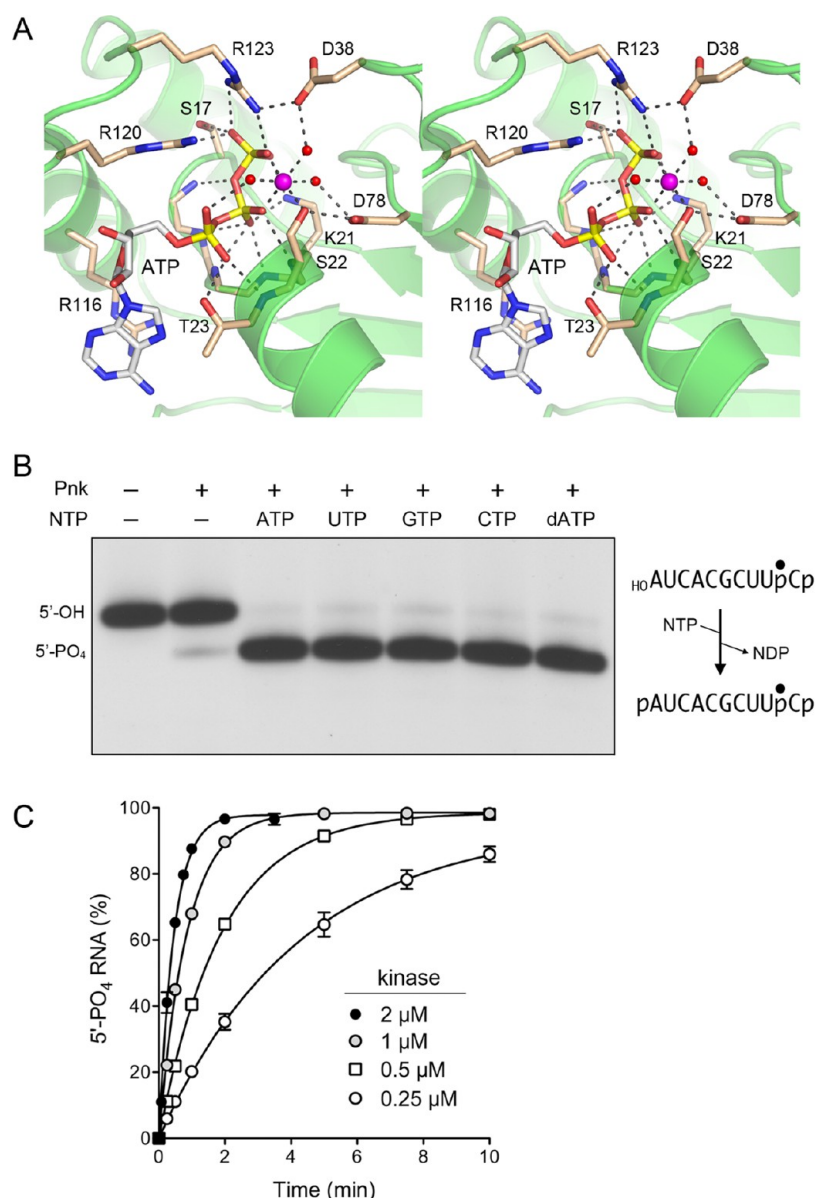 A
R123 D38 R123 D38
S17 S17
R120 R120
D78 D78
K21 K21
ATP S22 ATP S22
R116 R116
T23 T23
B
Pnk – + + + + + +
NTP – – ATP UTP GTP CTP dATP
5'-OH
5'-PO₄
HOAUCACGCUUpCp
NTP
NDP
pAUCACGCUUpCp
C
100
80
60
40
20
0
5'-PO₄ RNA (%)
kinase
2 µM
1 µM
0.5 µM
0.25 µM
0 2 4 6 8 10
Time (min)